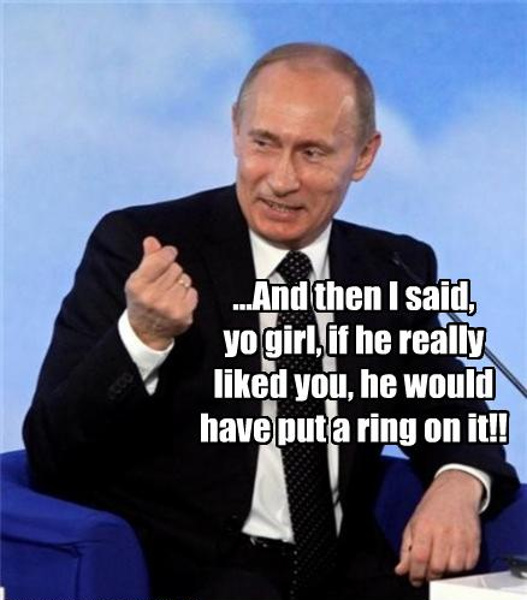 ...And then I said,
yo girl, if he really
liked you, he would
have put a ring on it!!